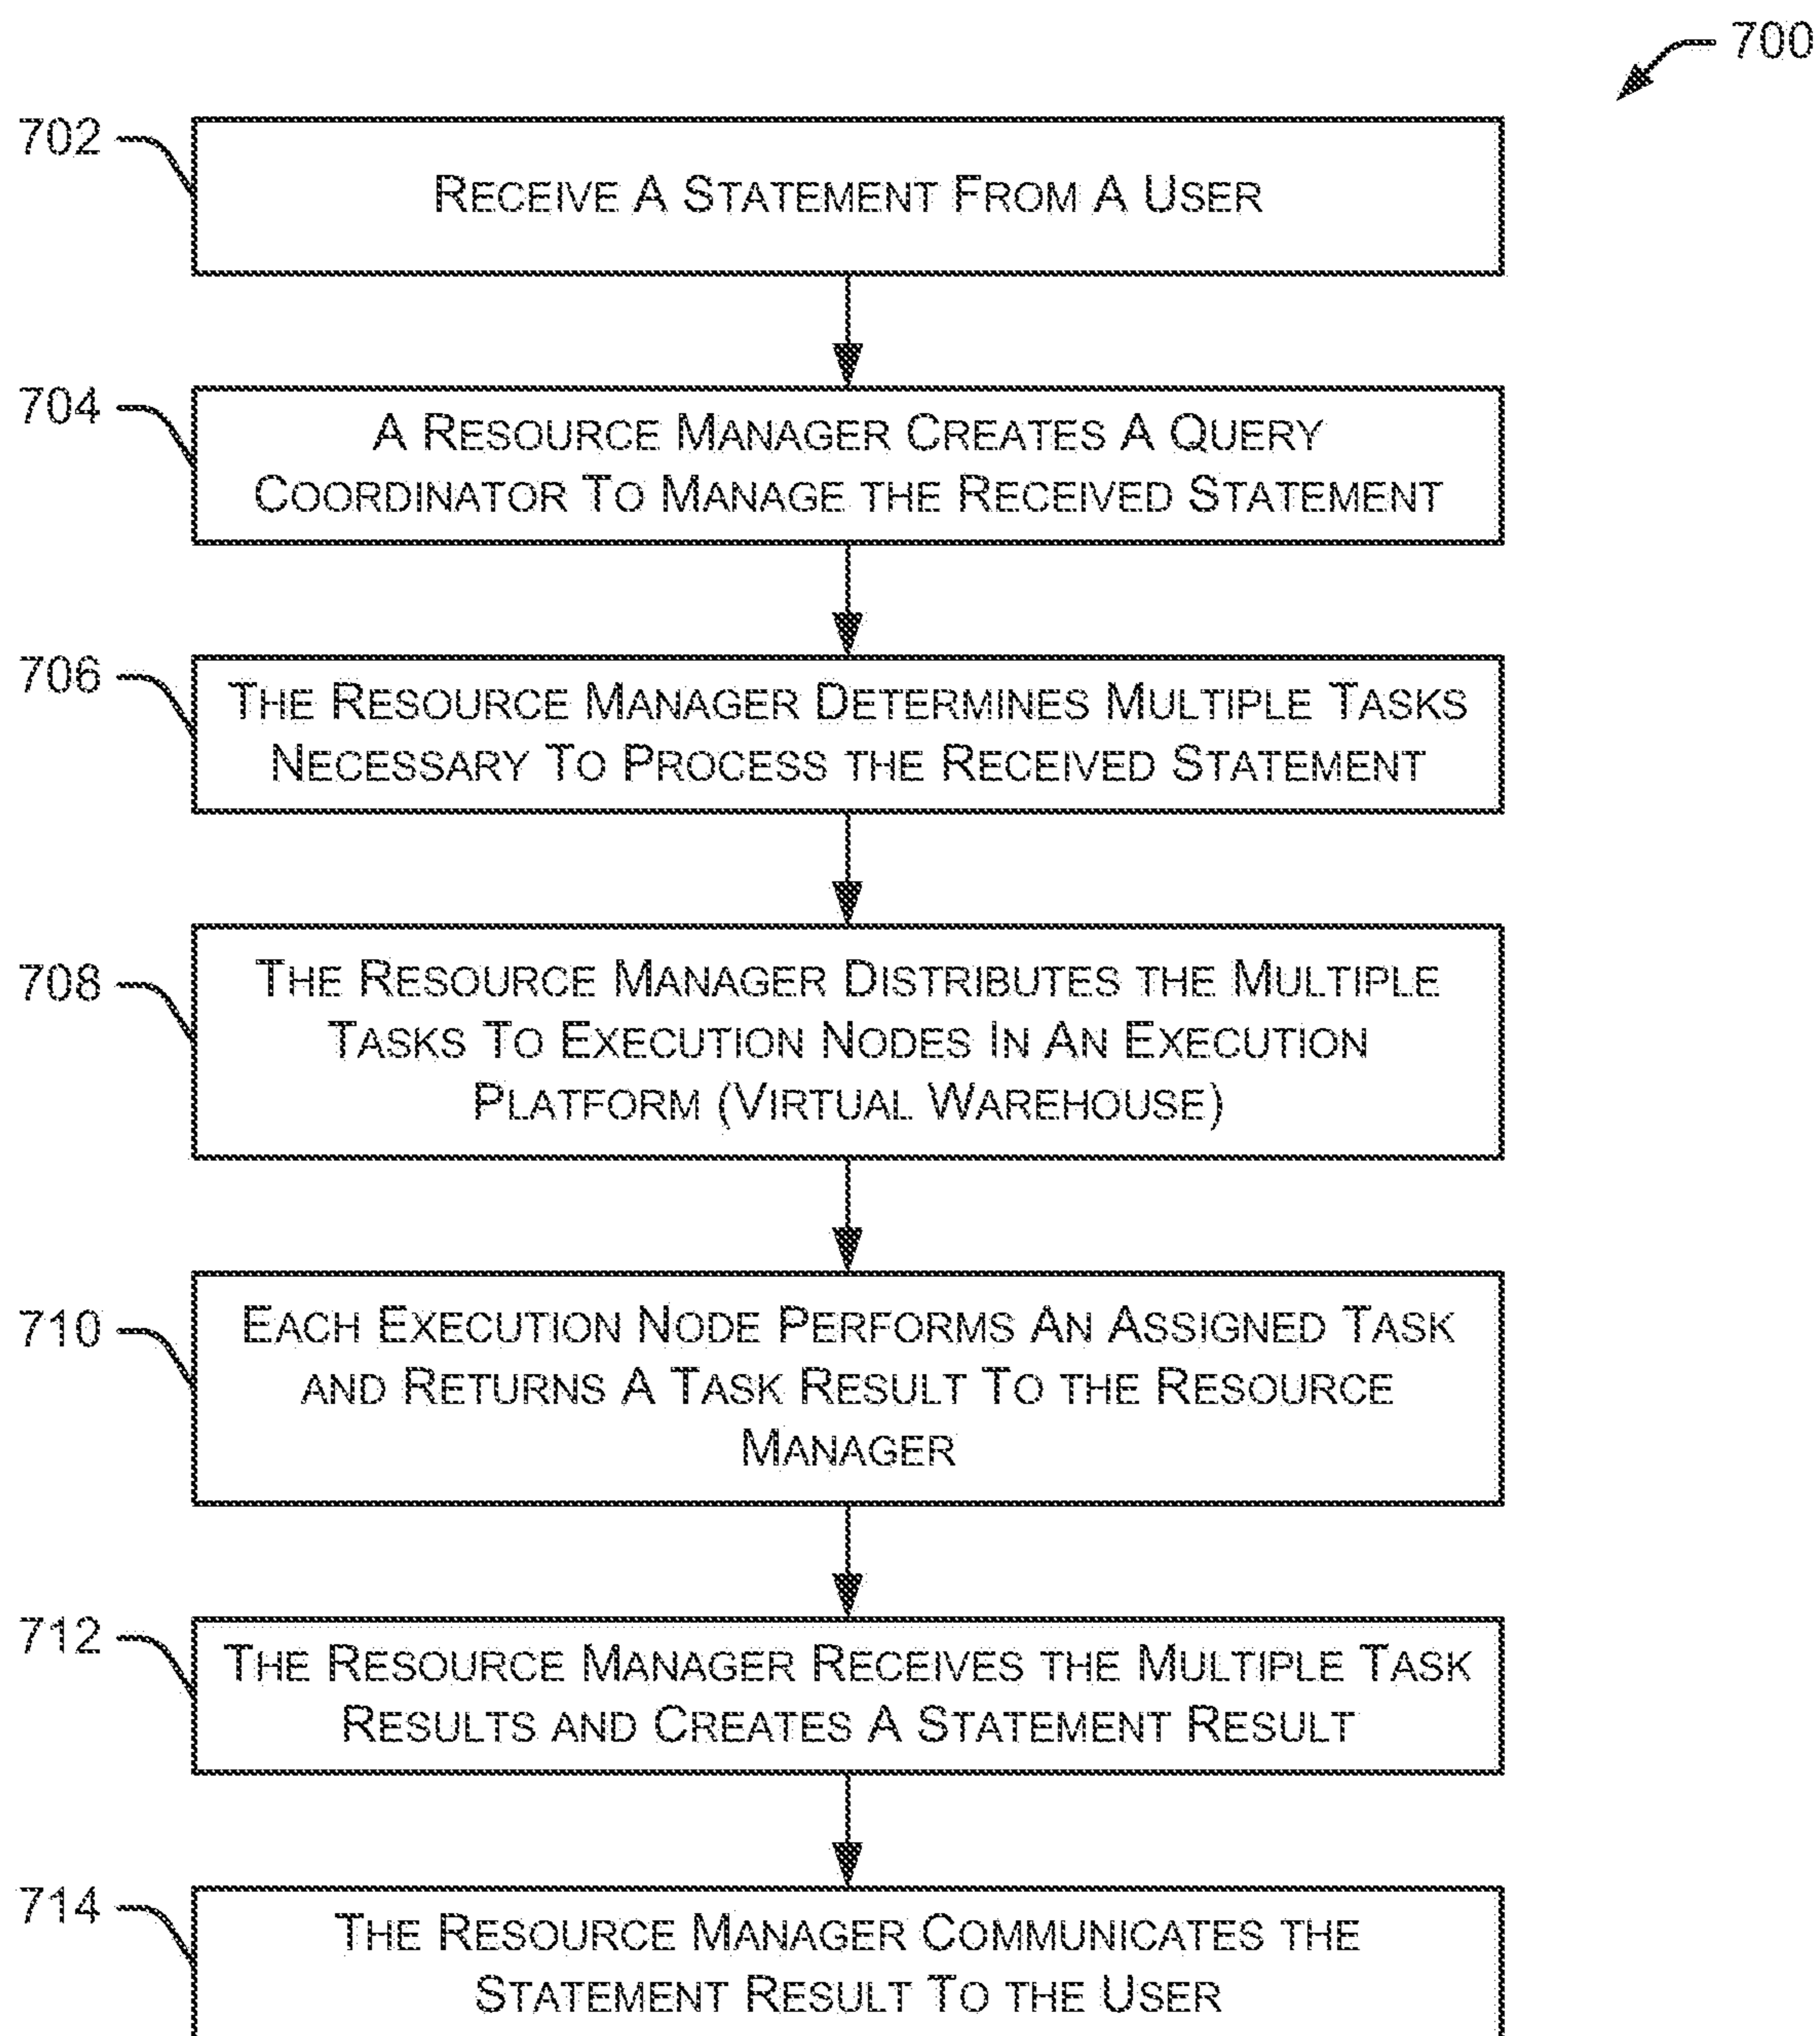 700
702
RECEIVE A STATEMENT FROM A USER
704
A RESOURCE MANAGER CREATES A QUERY
COORDINATOR TO MANAGE THE RECEIVED STATEMENT
706
THE RESOURCE MANAGER DETERMINES MULTIPLE TASKS
NECESSARY TO PROCESS THE RECEIVED STATEMENT
708
THE RESOURCE MANAGER DISTRIBUTES THE MULTIPLE
TASKS TO EXECUTION NODES IN AN EXECUTION
PLATFORM (VIRTUAL WAREHOUSE)
710
EACH EXECUTION NODE PERFORMS AN ASSIGNED TASK
AND RETURNS A TASK RESULT TO THE RESOURCE
MANAGER
712
THE RESOURCE MANAGER RECEIVES THE MULTIPLE TASK
RESULTS AND CREATES A STATEMENT RESULT
714
THE RESOURCE MANAGER COMMUNICATES THE
STATEMENT RESULT TO THE USER